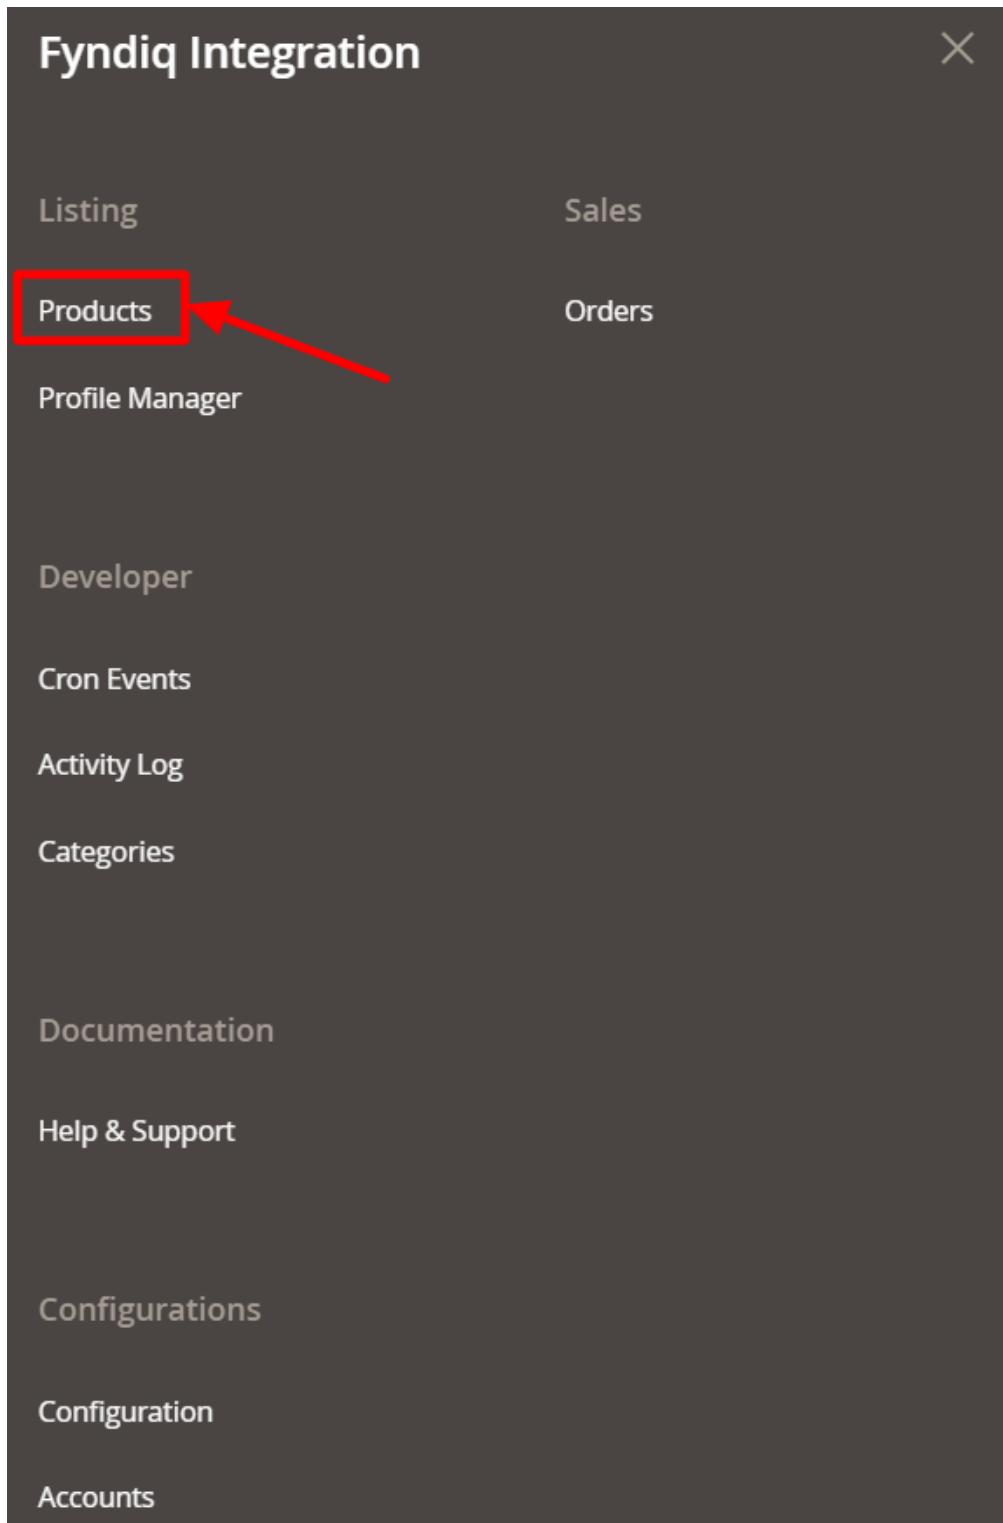 Fyndiq Integration
Listing
Products
Profile Manager
Sales
Orders
Developer
Cron Events
Activity Log
Categories
Documentation
Help & Support
Configurations
Configuration
Accounts